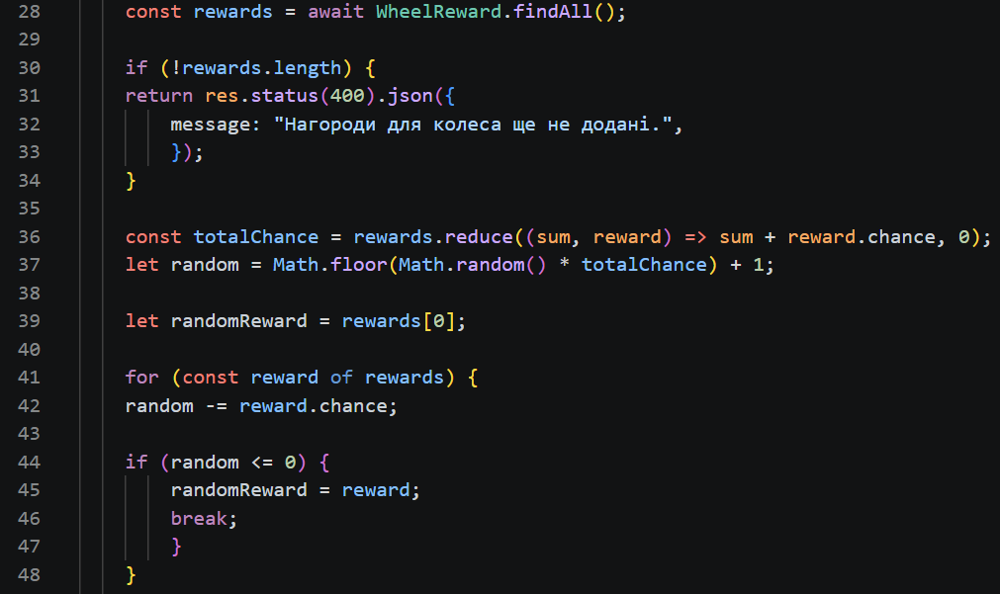 28 const rewards = await WheelReward.findAll();
29
30 if (!rewards.length) {
31 return res.status(400).json({
32 message: "Нагороди для колеса ще не додані.",
33 });
34 }
35
36 const totalChance = rewards.reduce((sum, reward) => sum + reward.chance, 0);
37 let random = Math.floor(Math.random() * totalChance) + 1;
38
39 let randomReward = rewards[0];
40
41 for (const reward of rewards) {
42 random -= reward.chance;
43
44 if (random <= 0) {
45 randomReward = reward;
46 break;
47 }
48 }